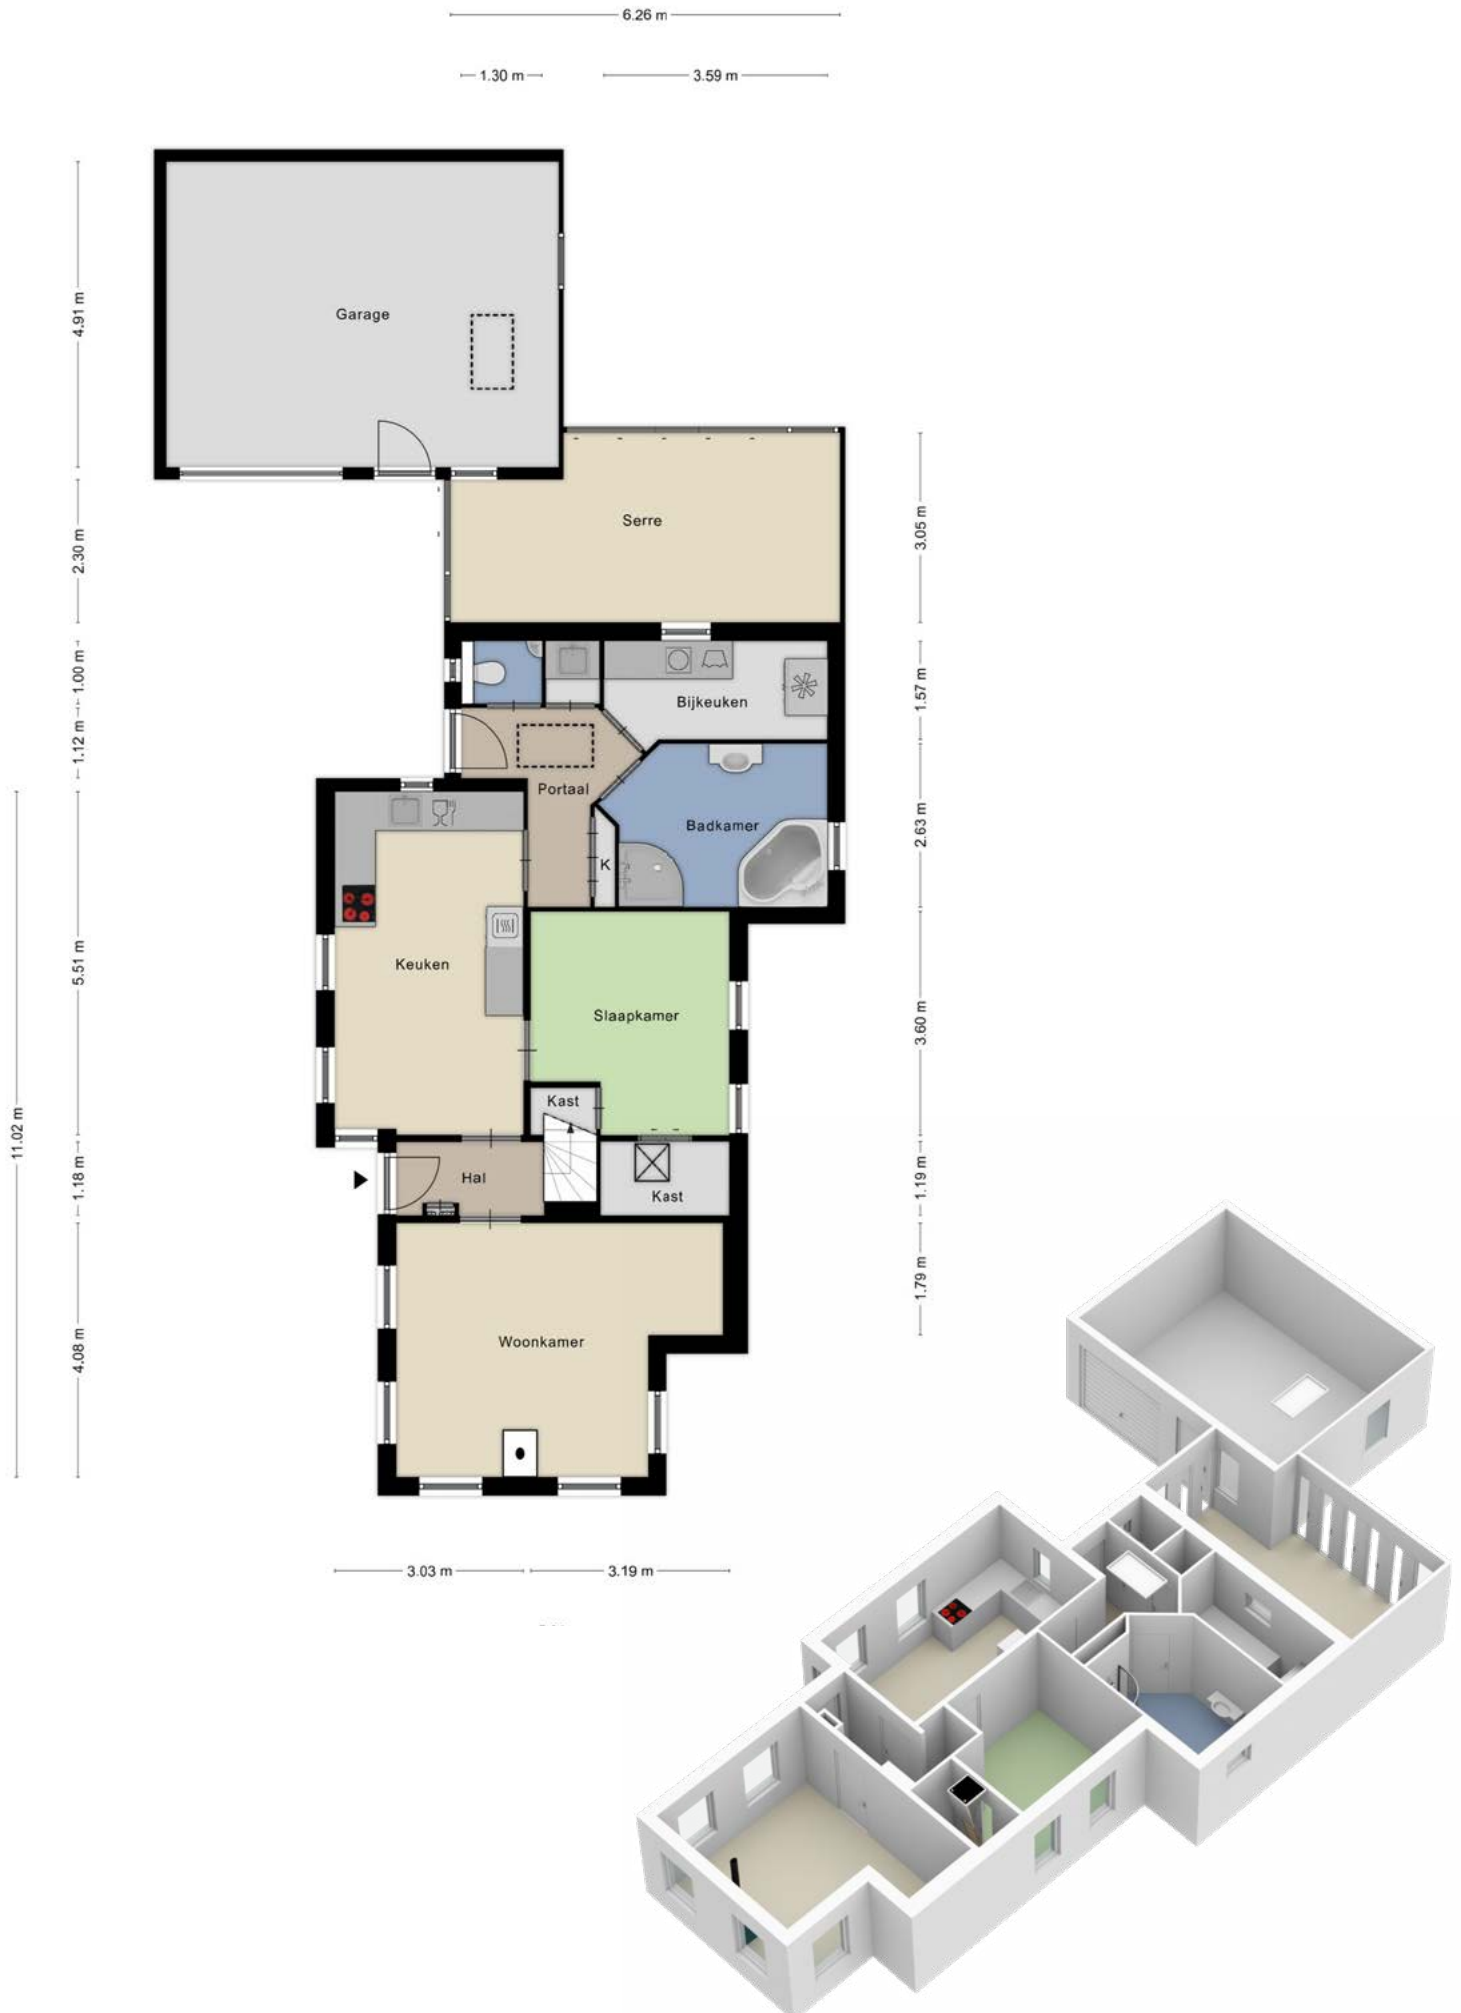 6.26 m
1.30 m
3.59 m
4.91 m
Garage
2.30 m
Serre
3.05 m
1.00 m
1.12 m
Bijkeuken
1.57 m
Portaal
Badkamer
2.63 m
K
11.02 m
5.51 m
Keuken
Slaapkamer
3.60 m
Kast
1.18 m
Hal
Kast
1.19 m
4.08 m
Woonkamer
1.79 m
3.03 m
3.19 m